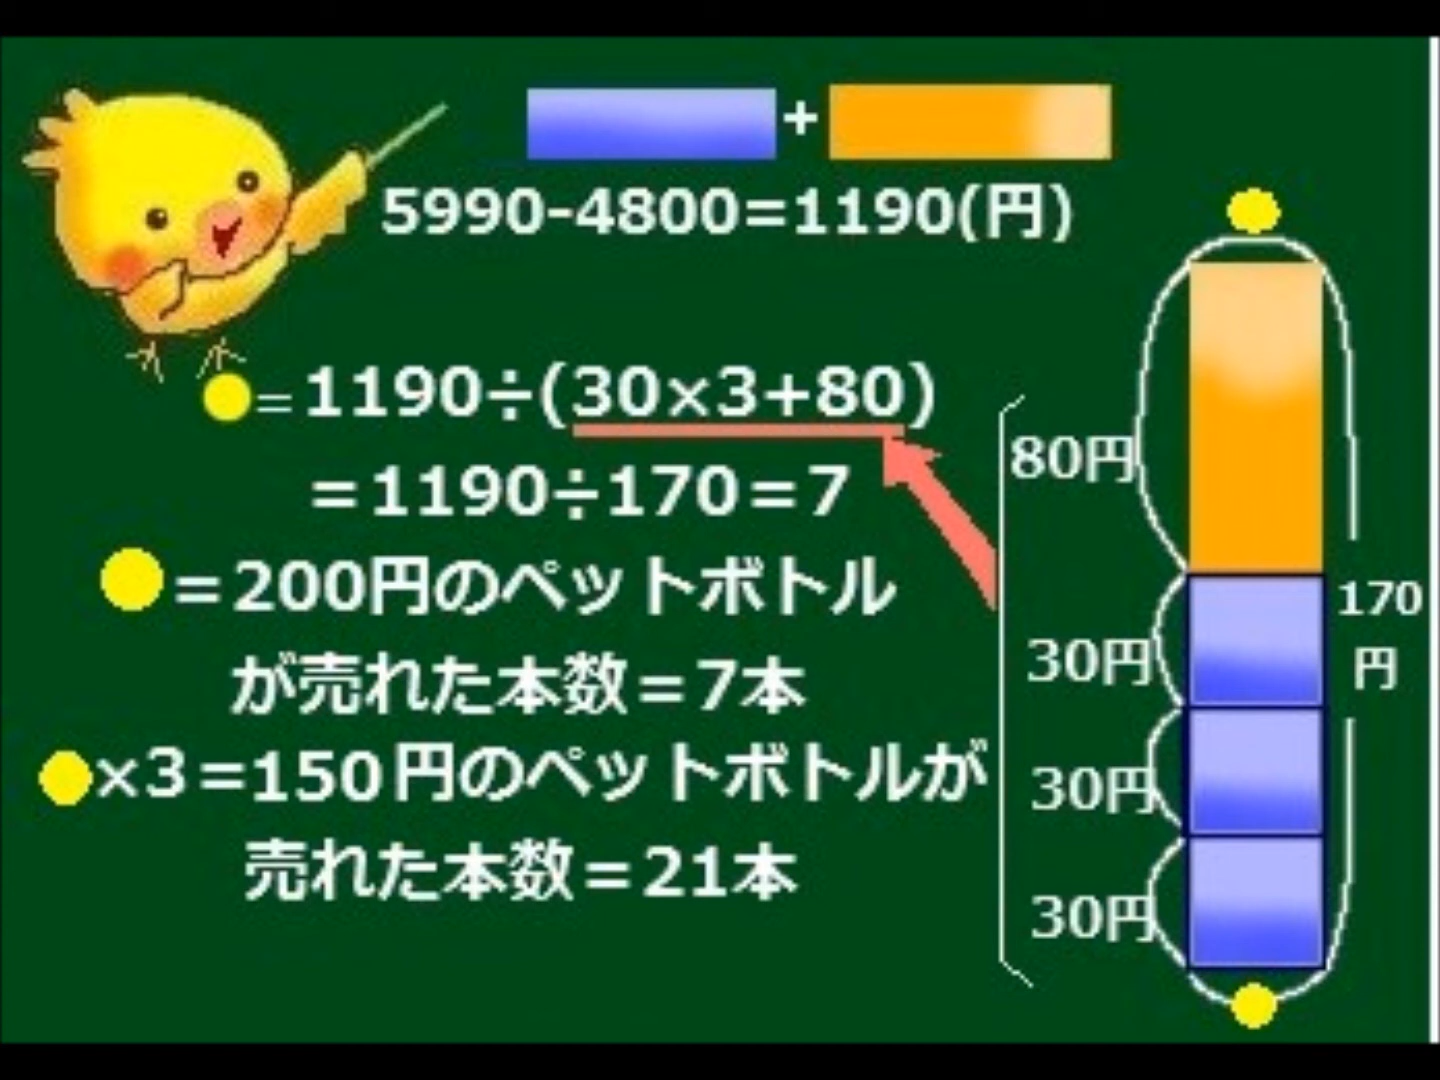 +
5990-4800=1190(円)
=1190÷(30×3+80)
=1190÷170=7
=200円のペットボトル
が売れた本数=7本
×3=150円のペットボトルが
売れた本数=21本
80円
30円
30円
30円
170
円